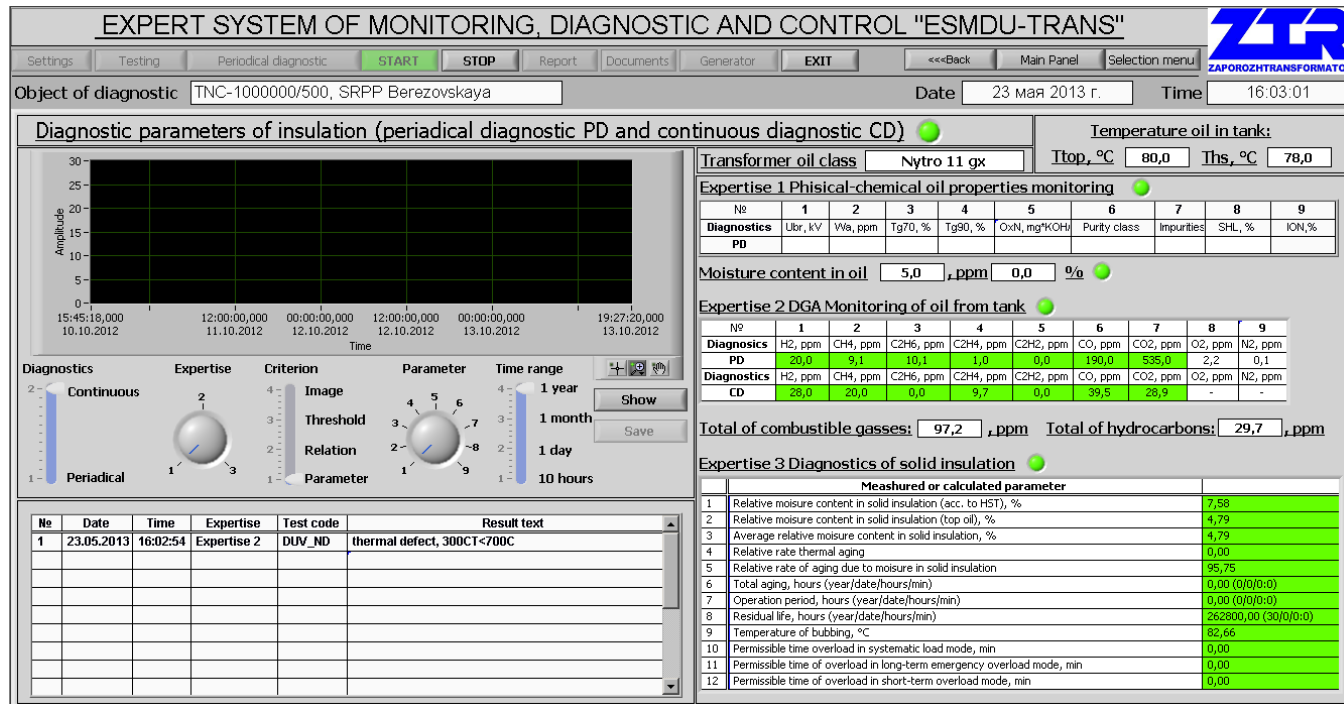 EXPERT SYSTEM OF MONITORING, DIAGNOSTIC AND CONTROL "ESMDU-TRANS"
ZTR
ZAPOROZHTRANSFORMATO
Settings Testing Periodical diagnostic START STOP Report Documents Generator EXIT <<<Back Main Panel Selection menu
Object of diagnostic TNC-1000000/500, SRPP Berezovskaya Date 23 мая 2013 г. Time 16:03:01
Diagnostic parameters of insulation (periadical diagnostic PD and continuous diagnostic CD)
Temperature oil in tank:
Ttop, °C 80,0 Ths, °C 78,0
Transformer oil class Nytro 11 gx
Amplitude
30
25
20
15
10
5
0
15:45:18,000 12:00:00,000 00:00:00,000 12:00:00,000 00:00:00,000 19:27:20,000
10.10.2012 11.10.2012 12.10.2012 12.10.2012 13.10.2012 13.10.2012
Time
Diagnostics Expertise Criterion Parameter Time range
2 Continuous
1 Periadical
1 2 3
4 Image
3 Threshold
2 Relation
1 Parameter
1 2 3 4 5 6 7 8 9
4 1 year
3 1 month
2 1 day
1 10 hours
Show
Save
№ Date Time Expertise Test code Result text
1 23.05.2013 16:02:54 Expertise 2 DUV_ND thermal defect, 300CT<700C
Expertise 1 Phisical-chemical oil properties monitoring
№ 1 2 3 4 5 6 7 8 9
Diagnostics Ubr, kV Wa, ppm Tg70, % Tg90, % OxN, mg*KOH/ Purity class Impurities SHL, % ION,%
PD
Moisture content in oil 5,0 , ppm 0,0 %
Expertise 2 DGA Monitoring of oil from tank
№ 1 2 3 4 5 6 7 8 9
Diagnosics H2, ppm CH4, ppm C2H6, ppm C2H4, ppm C2H2, ppm CO, ppm CO2, ppm O2, ppm N2, ppm
PD 20,0 9,1 10,1 1,0 0,0 190,0 535,0 2,2 0,1
Diagnostics H2, ppm CH4, ppm C2H6, ppm C2H4, ppm C2H2, ppm CO, ppm CO2, ppm O2, ppm N2, ppm
CD 28,0 20,0 0,0 9,7 0,0 39,5 28,9 - -
Total of combustible gasses: 97,2 , ppm Total of hydrocarbons: 29,7 , ppm
Expertise 3 Diagnostics of solid insulation
Meashured or calculated parameter
1 Relative moisure content in solid insulation (acc. to HST), % 7,58
2 Relative moisure content in solid insulation (top oil), % 4,79
3 Average relative moisure content in solid insulation, % 4,79
4 Relative rate thermal aging 0,00
5 Relative rate of aging due to moisure in solid insulation 95,75
6 Total aging, hours (year/date/hours/min) 0,00 (0/0/0:0)
7 Operation period, hours (year/date/hours/min) 0,00 (0/0/0:0)
8 Residual life, hours (year/date/hours/min) 262800,00 (30/0/0:0)
9 Temperature of bubbing, °C 82,66
10 Permissible time overload in systematic load mode, min 0,00
11 Permissible time of overload in long-term emergency overload mode, min 0,00
12 Permissible time of overload in short-term overload mode, min 0,00